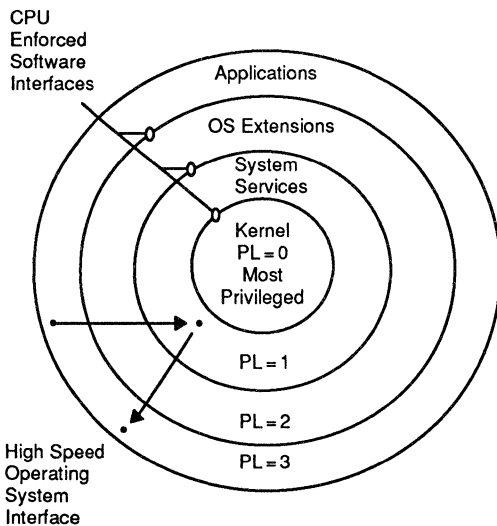 CPU
Enforced
Software
Interfaces
Applications
OS Extensions
System
Services
Kernel
PL=0
Most
Privileged
PL=1
PL=2
PL=3
High Speed
Operating
System
Interface